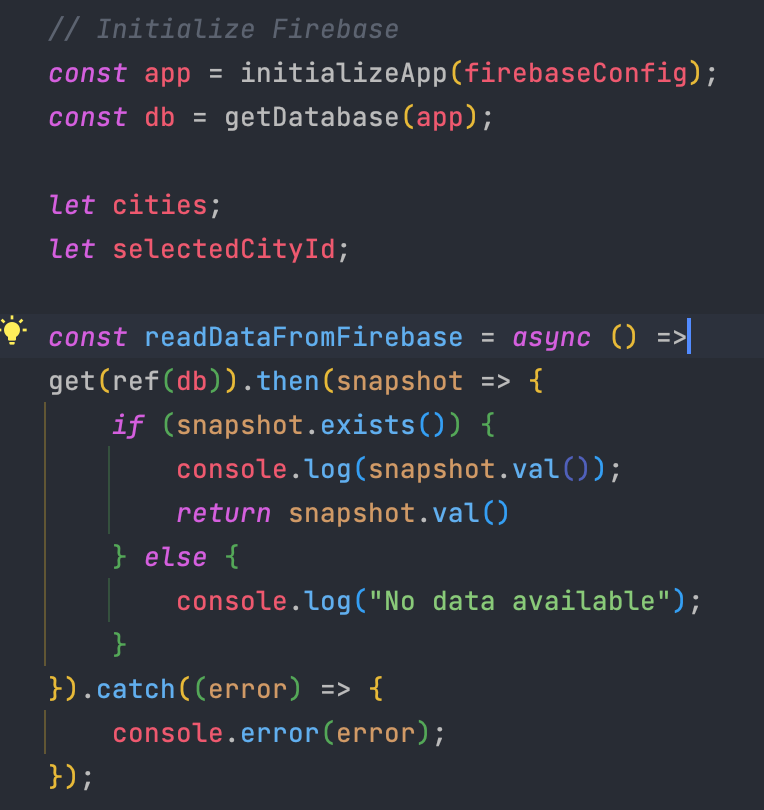 // Initialize Firebase
const app = initializeApp(firebaseConfig);
const db = getDatabase(app);
let cities;
let selectedCityId;
const readDataFromFirebase = async () =>
get(ref(db)).then(snapshot => {
    if (snapshot.exists()) {
        console.log(snapshot.val());
        return snapshot.val()
    } else {
        console.log("No data available");
    }
}).catch((error) => {
    console.error(error);
});